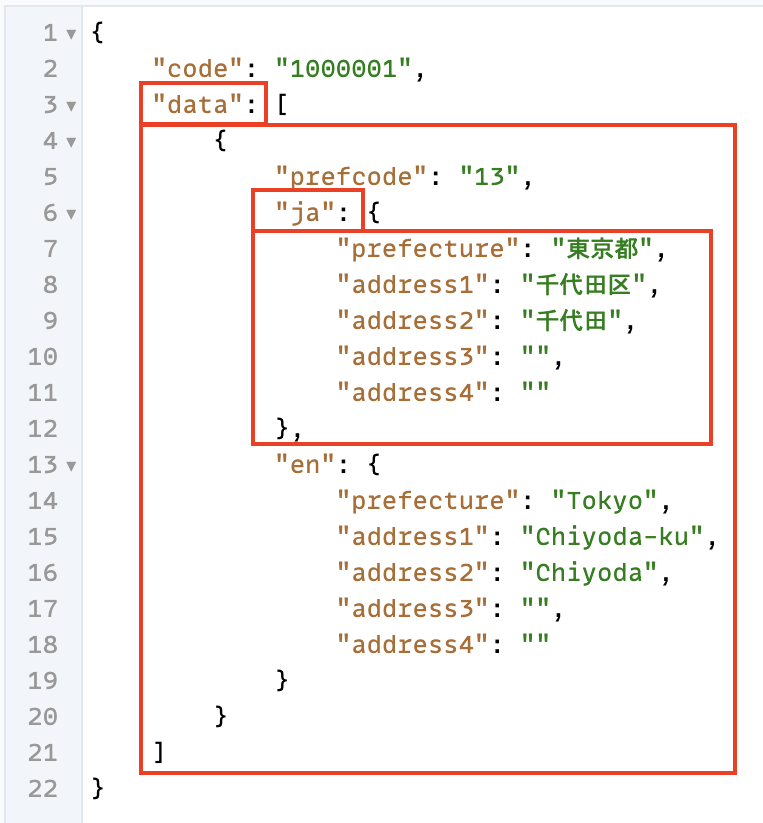 1 ▼ {
2 "code": "1000001",
3 ▼ "data": [
4 ▼ {
5 "prefcode": "13",
6 ▼ "ja": {
7 "prefecture": "東京都",
8 "address1": "千代田区",
9 "address2": "千代田",
10 "address3": "",
11 "address4": ""
12 },
13 ▼ "en": {
14 "prefecture": "Tokyo",
15 "address1": "Chiyoda-ku",
16 "address2": "Chiyoda",
17 "address3": "",
18 "address4": ""
19 }
20 }
21 ]
22 }